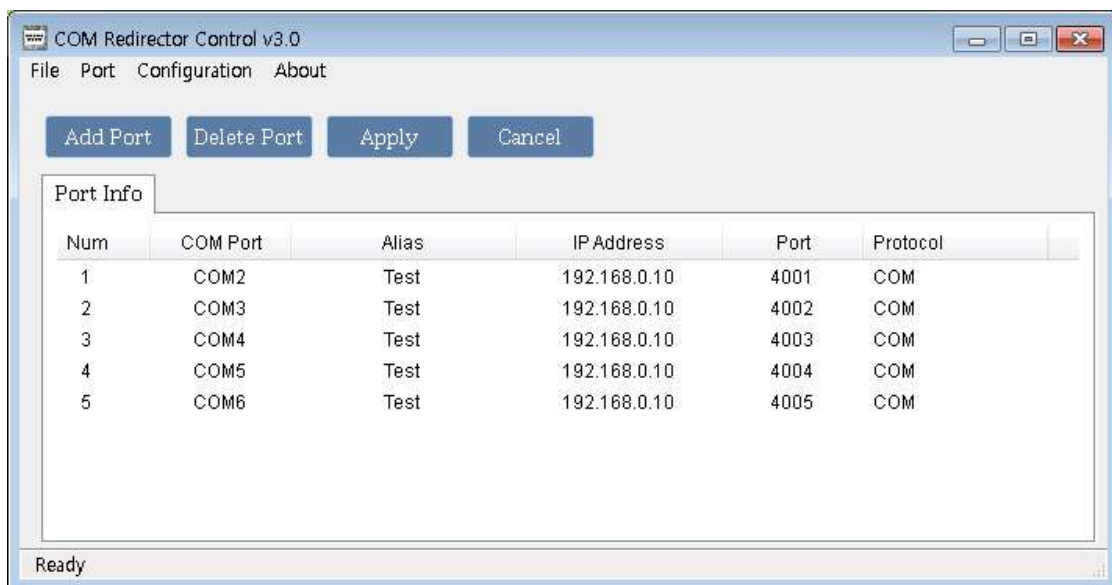 COM Redirector Control v3.0
File Port Configuration About
Add Port Delete Port Apply Cancel
Port Info
Num COM Port Alias IP Address Port Protocol
1 COM2 Test 192.168.0.10 4001 COM
2 COM3 Test 192.168.0.10 4002 COM
3 COM4 Test 192.168.0.10 4003 COM
4 COM5 Test 192.168.0.10 4004 COM
5 COM6 Test 192.168.0.10 4005 COM
Ready